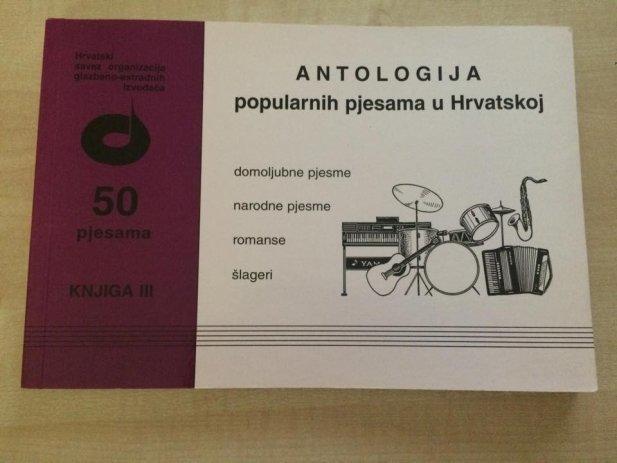 Hrvatski
savez organizacija
glazbeno-estradnih
izvođača
50
pjesama
KNJIGA III
ANTOLOGIJA
popularnih pjesama u Hrvatskoj
domoljubne pjesme
narodne pjesme
romanse
šlageri
YAM